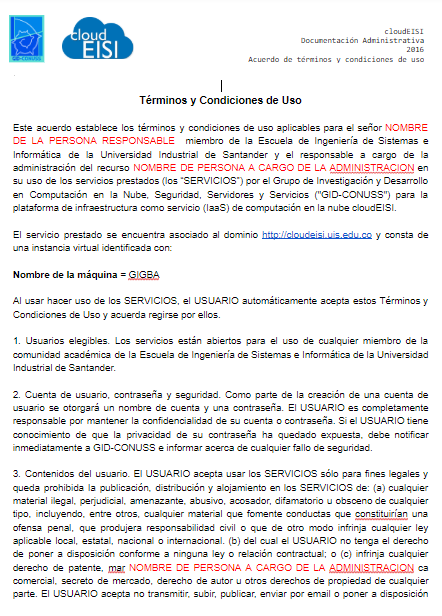 cloudEISI
Documentación Administrativa
2016
Acuerdo de términos y condiciones de uso
GID-CONUSS
cloud
EISI
Términos y Condiciones de Uso
Este acuerdo establece los términos y condiciones de uso aplicables para el señor NOMBRE
DE LA PERSONA RESPONSABLE miembro de la Escuela de Ingeniería de Sistemas e
Informática de la Universidad Industrial de Santander y el responsable a cargo de la
administración del recurso NOMBRE DE PERSONA A CARGO DE LA ADMINISTRACION en
su uso de los servicios prestados (los "SERVICIOS") por el Grupo de Investigación y Desarrollo
en Computación en la Nube, Seguridad, Servidores y Servicios ("GID-CONUSS") para la
plataforma de infraestructura como servicio (IaaS) de computación en la nube cloudEISI.
El servicio prestado se encuentra asociado al dominio http://cloudeisi.uis.edu.co y consta de
una instancia virtual identificada con:
Nombre de la máquina = GIGBA
Al usar hacer uso de los SERVICIOS, el USUARIO automáticamente acepta estos Términos y
Condiciones de Uso y acuerda regirse por ellos.
1. Usuarios elegibles. Los servicios están abiertos para el uso de cualquier miembro de la
comunidad académica de la Escuela de Ingeniería de Sistemas e Informática de la Universidad
Industrial de Santander.
2. Cuenta de usuario, contraseña y seguridad. Como parte de la creación de una cuenta de
usuario se otorgará un nombre de cuenta y una contraseña. El USUARIO es completamente
responsable por mantener la confidencialidad de su cuenta o contraseña. Si el USUARIO tiene
conocimiento de que la privacidad de su contraseña ha quedado expuesta, debe notificar
inmediatamente a GID-CONUSS e informar acerca de cualquier fallo de seguridad.
3. Contenidos del usuario. El USUARIO acepta usar los SERVICIOS sólo para fines legales y
queda prohibida la publicación, distribución y alojamiento en los SERVICIOS de: (a) cualquier
material ilegal, perjudicial, amenazante, abusivo, acosador, difamatorio u obsceno de cualquier
tipo, incluyendo, entre otros, cualquier material que fomente conductas que constituirían una
ofensa penal, que produjera responsabilidad civil o que de otro modo infrinja cualquier ley
aplicable local, estatal, nacional o internacional. (b) del cual el USUARIO no tenga el derecho
de poner a disposición conforme a ninguna ley o relación contractual; o (c) infrinja cualquier
derecho de patente, mar NOMBRE DE PERSONA A CARGO DE LA ADMINISTRACION ca
comercial, secreto de mercado, derecho de autor u otros derechos de propiedad de cualquier
parte. El USUARIO acepta no transmitir, subir, publicar, enviar por email o poner a disposición